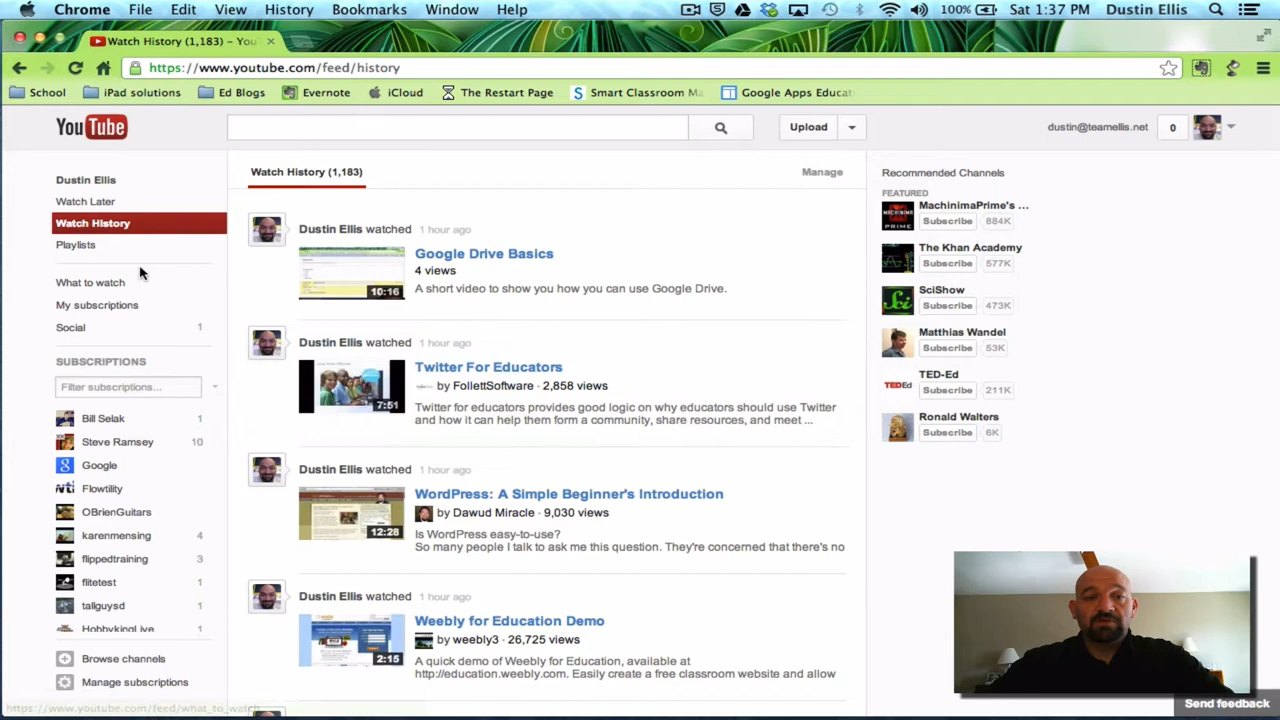 Chrome File Edit View History Bookmarks Window Help 100% Sat 1:37 PM Dustin Ellis
Watch History (1,183) – You
https://www.youtube.com/feed/history
School iPad solutions Ed Blogs Evernote iCloud The Restart Page Smart Classroom Ma Google Apps Educat
YouTube Upload dustin@teamellis.net 0
Dustin Ellis
Watch Later
Watch History
Playlists
What to watch
My subscriptions
Social 1
SUBSCRIPTIONS
Filter subscriptions...
Bill Selak 1
Steve Ramsey 10
Google
Flowtility
OBrienGuitars
karenmensing 4
flippedtraining 3
flitetest 1
tallguysd 1
HobbykingLive 1
Browse channels
Manage subscriptions
https://www.youtube.com/feed/what_to_watch
Watch History (1,183) Manage
Dustin Ellis watched 1 hour ago
Google Drive Basics
4 views
A short video to show you how you can use Google Drive.
10:16
Dustin Ellis watched 1 hour ago
Twitter For Educators
by FollettSoftware · 2,858 views
7:51
Twitter for educators provides good logic on why educators should use Twitter
and how it can help them form a community, share resources, and meet ...
Dustin Ellis watched 1 hour ago
WordPress: A Simple Beginner's Introduction
by Dawud Miracle · 9,030 views
12:28
Is WordPress easy-to-use?
So many people I talk to ask me this question. They're concerned that there's no
Dustin Ellis watched 1 hour ago
Weebly for Education Demo
by weebly3 · 26,725 views
2:15
A quick demo of Weebly for Education, available at
http://education.weebly.com. Easily create a free classroom website and allow
Recommended Channels
FEATURED
MACHINIMA PRIME
MachinimaPrime's ...
Subscribe 884K
The Khan Academy
Subscribe 577K
SciShow
Subscribe 473K
Matthias Wandel
Subscribe 53K
TED-Ed
TEDEd
Subscribe 211K
Ronald Walters
Subscribe 6K
Send feedback